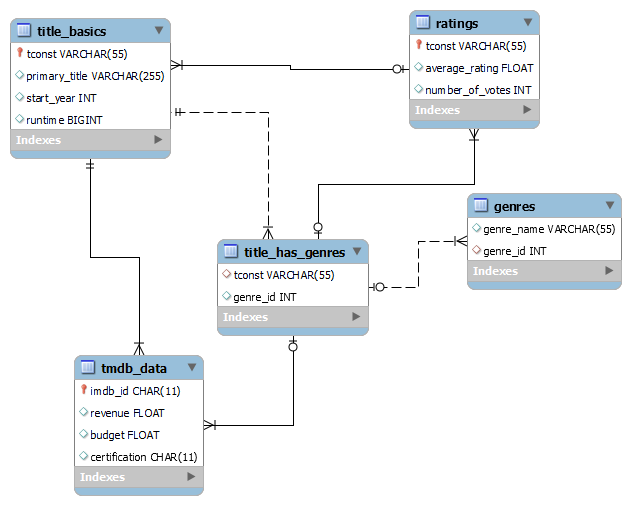 title_basics
tconst VARCHAR(55)
primary_title VARCHAR(255)
start_year INT
runtime BIGINT
Indexes
ratings
tconst VARCHAR(55)
average_rating FLOAT
number_of_votes INT
Indexes
genres
genre_name VARCHAR(55)
genre_id INT
Indexes
title_has_genres
tconst VARCHAR(55)
genre_id INT
Indexes
tmdb_data
imdb_id CHAR(11)
revenue FLOAT
budget FLOAT
certification CHAR(11)
Indexes